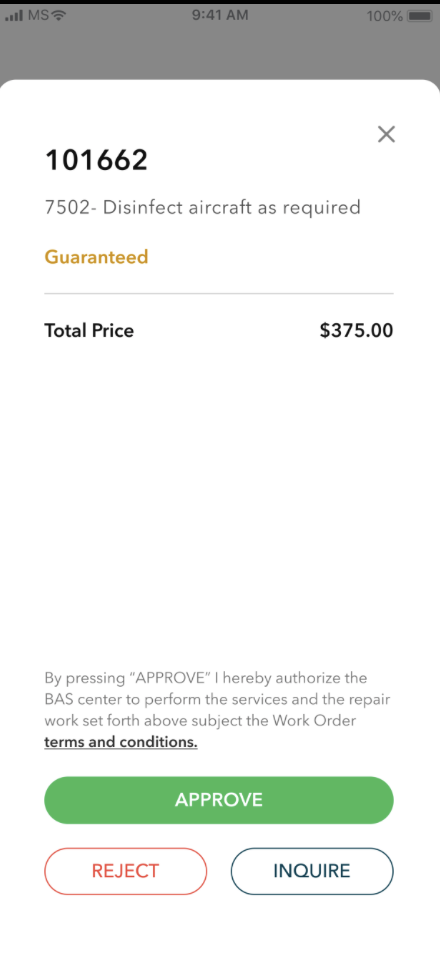 MS 9:41 AM 100%
101662
7502- Disinfect aircraft as required
Guaranteed
Total Price $375.00
By pressing “APPROVE” I hereby authorize the
BAS center to perform the services and the repair
work set forth above subject the Work Order
terms and conditions.
APPROVE
REJECT INQUIRE